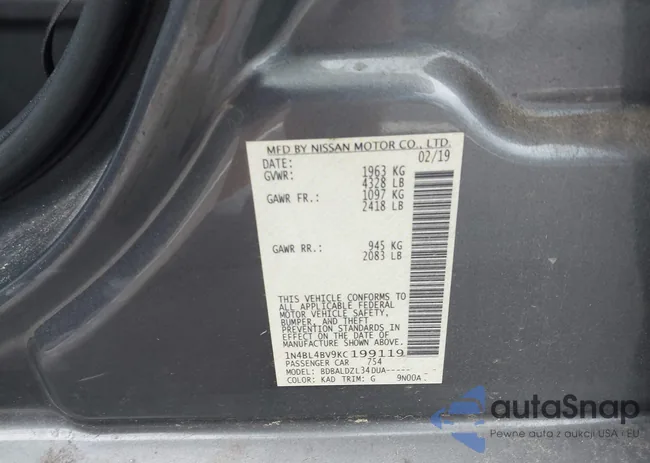 MFD BY NISSAN MOTOR CO., LTD.
DATE: 02/19
GVWR: 1963 KG
4328 LB
GAWR FR.: 1097 KG
2418 LB
GAWR RR.: 945 KG
2083 LB
THIS VEHICLE CONFORMS TO
ALL APPLICABLE FEDERAL
MOTOR VEHICLE SAFETY,
BUMPER, AND THEFT
PREVENTION STANDARDS IN
EFFECT ON THE DATE OF
MANUFACTURE SHOWN ABOVE.
1N4BL4BV9KC199119
PASSENGER CAR 754
MODEL: BDBALDZL34DUA-----
COLOR: KAD TRIM: G 9N00A
autaSnap
Pewne auta z aukcji USA i EU